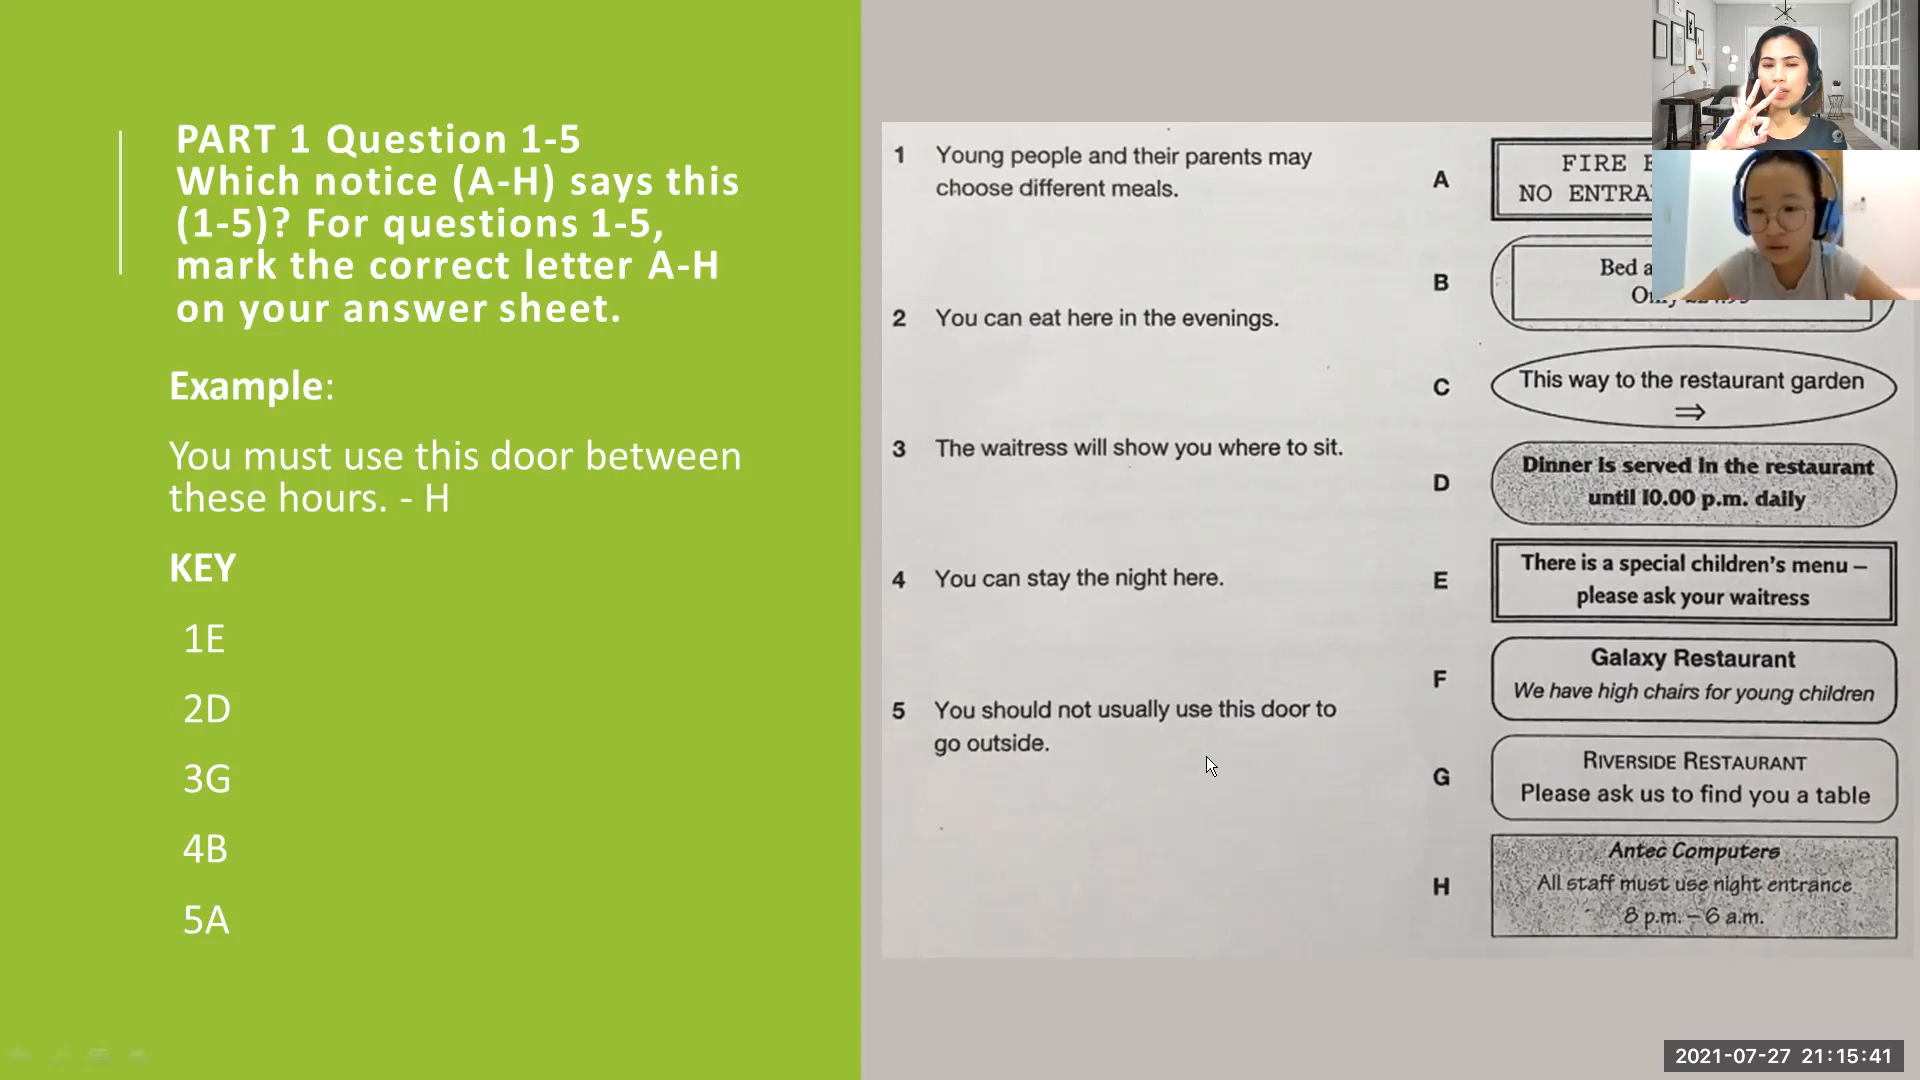 PART 1 Question 1-5
Which notice (A-H) says this
(1-5)? For questions 1-5,
mark the correct letter A-H
on your answer sheet.
Example:
You must use this door between
these hours. - H
KEY
1E
2D
3G
4B
5A
1 Young people and their parents may
choose different meals.
2 You can eat here in the evenings.
3 The waitress will show you where to sit.
4 You can stay the night here.
5 You should not usually use this door to
go outside.
A
FIRE
NO
B
Bed
C
This way to the restaurant garden
⇒
D
Dinner is served in the restaurant
until 10.00 p.m. daily
E
There is a special children's menu –
please ask your waitress
F
Galaxy Restaurant
We have high chairs for young children
G
RIVERSIDE RESTAURANT
Please ask us to find you a table
H
Antec Computers
All staff must use night entrance
8 p.m. – 6 a.m.
2021-07-27 21:15:41